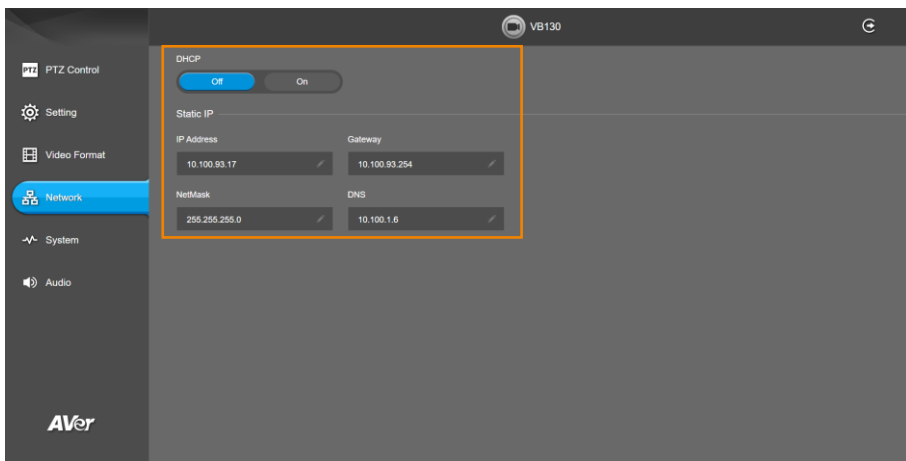 VB130
PTZ PTZ Control
Setting
Video Format
Network
System
Audio
AVer
DHCP
Off On
Static IP
IP Address Gateway
10.100.93.17 10.100.93.254
NetMask DNS
255.255.255.0 10.100.1.6